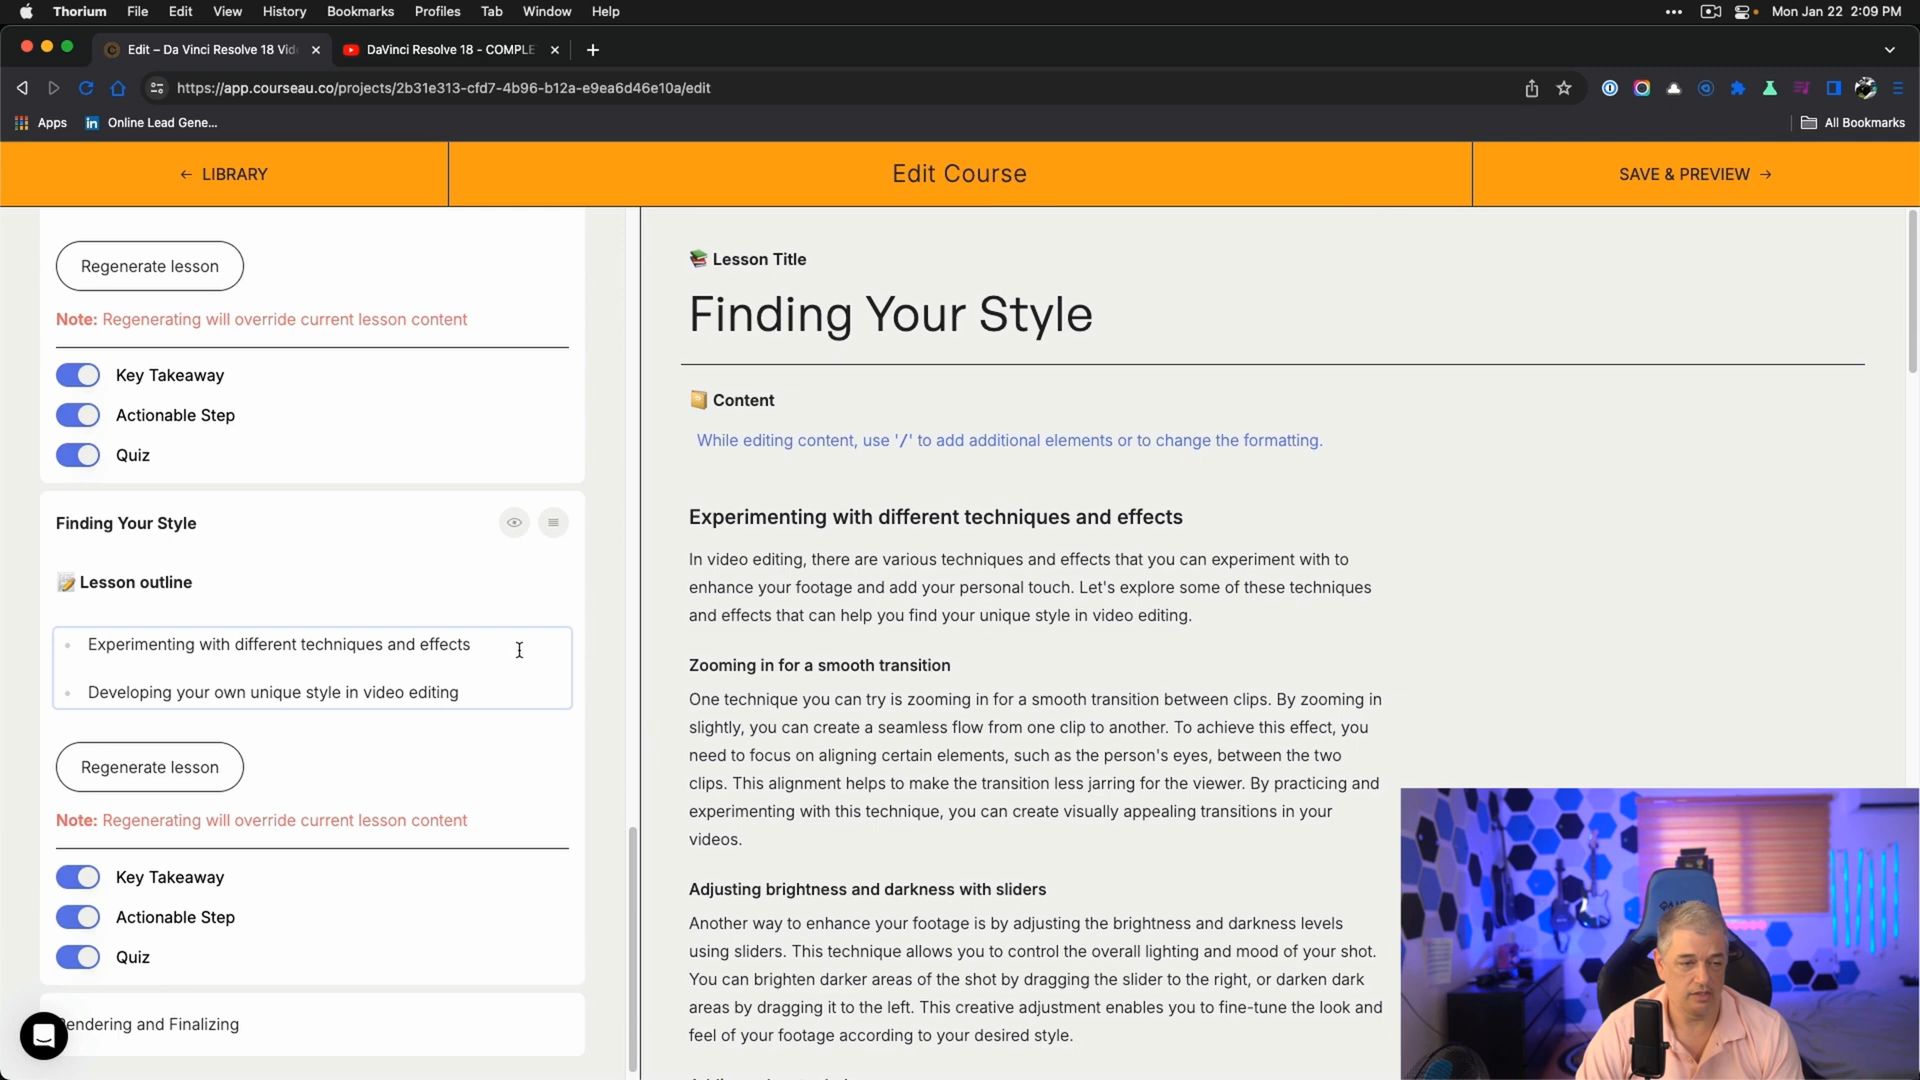 Thorium File Edit View History Bookmarks Profiles Tab Window Help Mon Jan 22 2:09 PM
Edit – Da Vinci Resolve 18 Vid DaVinci Resolve 18 - COMPLE
https://app.courseau.co/projects/2b31e313-cfd7-4b96-b12a-e9ea6d46e10a/edit
Apps in Online Lead Gene... All Bookmarks
← LIBRARY Edit Course SAVE & PREVIEW →
Regenerate lesson
Note: Regenerating will override current lesson content
Key Takeaway
Actionable Step
Quiz
Finding Your Style
Lesson outline
Experimenting with different techniques and effects
Developing your own unique style in video editing
Regenerate lesson
Note: Regenerating will override current lesson content
Key Takeaway
Actionable Step
Quiz
endering and Finalizing
Lesson Title
Finding Your Style
Content
While editing content, use '/' to add additional elements or to change the formatting.
Experimenting with different techniques and effects
In video editing, there are various techniques and effects that you can experiment with to
enhance your footage and add your personal touch. Let's explore some of these techniques
and effects that can help you find your unique style in video editing.
Zooming in for a smooth transition
One technique you can try is zooming in for a smooth transition between clips. By zooming in
slightly, you can create a seamless flow from one clip to another. To achieve this effect, you
need to focus on aligning certain elements, such as the person's eyes, between the two
clips. This alignment helps to make the transition less jarring for the viewer. By practicing and
experimenting with this technique, you can create visually appealing transitions in your
videos.
Adjusting brightness and darkness with sliders
Another way to enhance your footage is by adjusting the brightness and darkness levels
using sliders. This technique allows you to control the overall lighting and mood of your shot.
You can brighten darker areas of the shot by dragging the slider to the right, or darken dark
areas by dragging it to the left. This creative adjustment enables you to fine-tune the look and
feel of your footage according to your desired style.